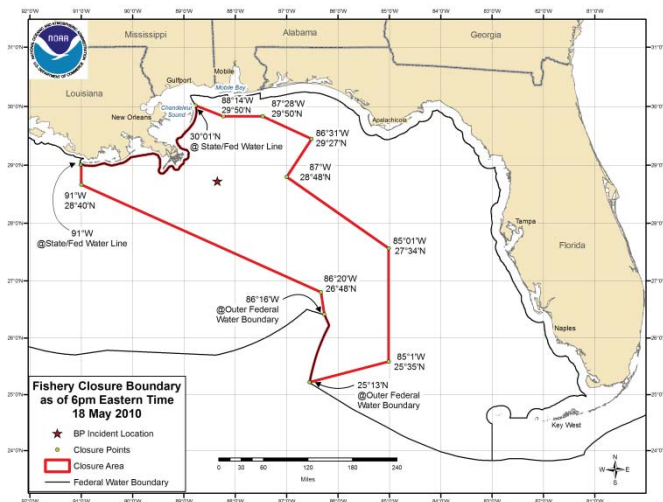 NOAA
Mississippi
Alabama
Georgia
Louisiana
Gulfport
Mobile
Mobile Bay
Chandeleur
Sound
New Orleans
88°14'W
29°50'N
87°28'W
29°50'N
86°31'W
29°27'N
Apalachicola
30°01'N
@ State/Fed Water Line
87°W
28°48'N
91°W
28°40'N
91°W
@State/Fed Water Line
85°01'W
27°34'N
Tampa
Florida
86°20'W
26°48'N
86°16'W
@Outer Federal
Water Boundary
Naples
85°1'W
25°35'N
25°13'N
@Outer Federal
Water Boundary
Key West
Fishery Closure Boundary
as of 6pm Eastern Time
18 May 2010
BP Incident Location
Closure Points
Closure Area
Federal Water Boundary
0 30 60 120 180 240
Miles
N
W E
S